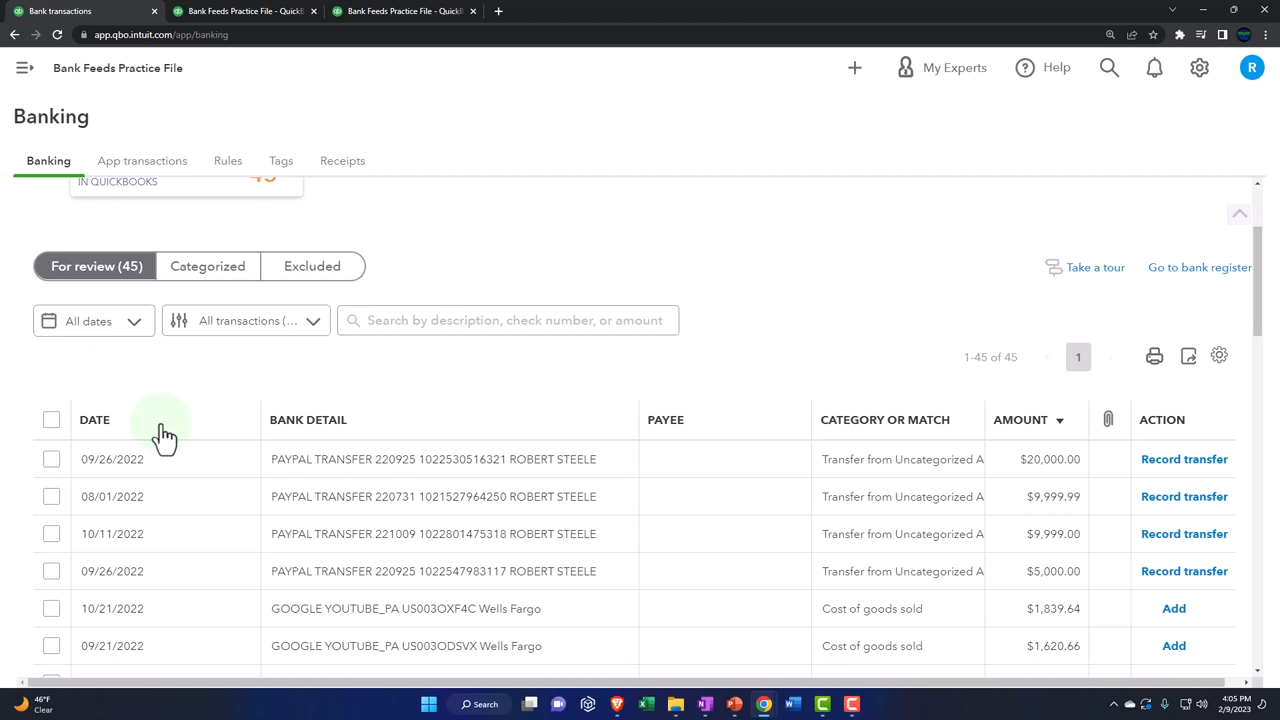 Bank transactions
Bank Feeds Practice File - QuickB
Bank Feeds Practice File - QuickB
app.qbo.intuit.com/app/banking
Bank Feeds Practice File
My Experts
Help
R
Banking
Banking App transactions Rules Tags Receipts
IN QUICKBOOKS 45
For review (45) Categorized Excluded
Take a tour Go to bank register
All dates All transactions (... Search by description, check number, or amount
1-45 of 45 1
DATE BANK DETAIL PAYEE CATEGORY OR MATCH AMOUNT ACTION
09/26/2022 PAYPAL TRANSFER 220925 1022530516321 ROBERT STEELE Transfer from Uncategorized A $20,000.00 Record transfer
08/01/2022 PAYPAL TRANSFER 220731 1021527964250 ROBERT STEELE Transfer from Uncategorized A $9,999.99 Record transfer
10/11/2022 PAYPAL TRANSFER 221009 1022801475318 ROBERT STEELE Transfer from Uncategorized A $9,999.00 Record transfer
09/26/2022 PAYPAL TRANSFER 220925 1022547983117 ROBERT STEELE Transfer from Uncategorized A $5,000.00 Record transfer
10/21/2022 GOOGLE YOUTUBE_PA US003OXF4C Wells Fargo Cost of goods sold $1,839.64 Add
09/21/2022 GOOGLE YOUTUBE_PA US003ODSVX Wells Fargo Cost of goods sold $1,620.66 Add
46°F
Clear
Search
4:05 PM
2/9/2023